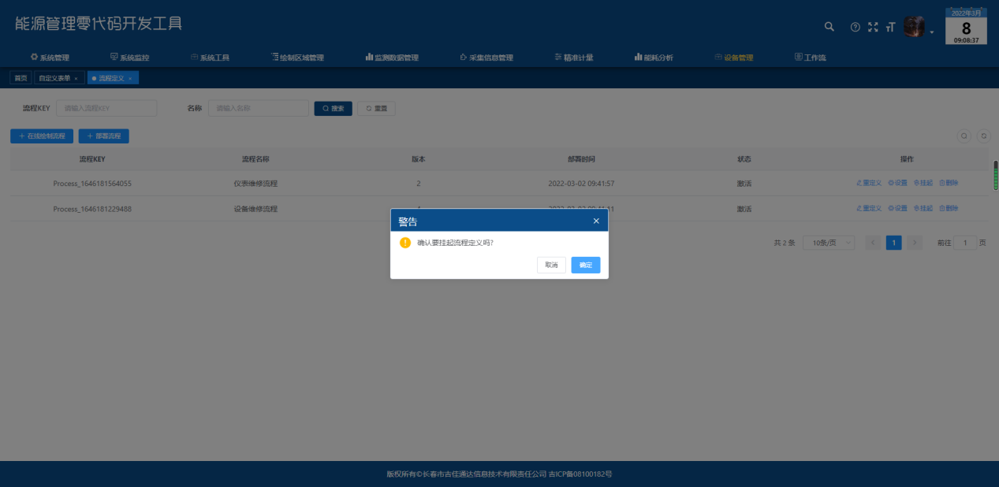 能源管理零代码开发工具
2022年3月
8
09:08:37
系统管理 系统监控 系统工具 绘制区域管理 监测数据管理 采集信息管理 精准计量 能耗分析 设备管理 工作流
首页 自定义表单 × 流程定义 ×
流程KEY 请输入流程KEY 名称 请输入名称 搜索 重置
+ 在线绘制流程 + 部署流程
流程KEY 流程名称 版本 部署时间 状态 操作
Process_1646181564055 仪表维修流程 2 2022-03-02 09:41:57 激活 重定义 设置 挂起 删除
Process_1646181229488 设备维修流程 激活 重定义 设置 挂起 删除
警告 ×
确认要挂起流程定义吗?
取消 确定
共 2 条 10条/页 < 1 > 前往 1 页
版权所有©长春市吉佳通达信息技术有限责任公司 吉ICP备08100182号